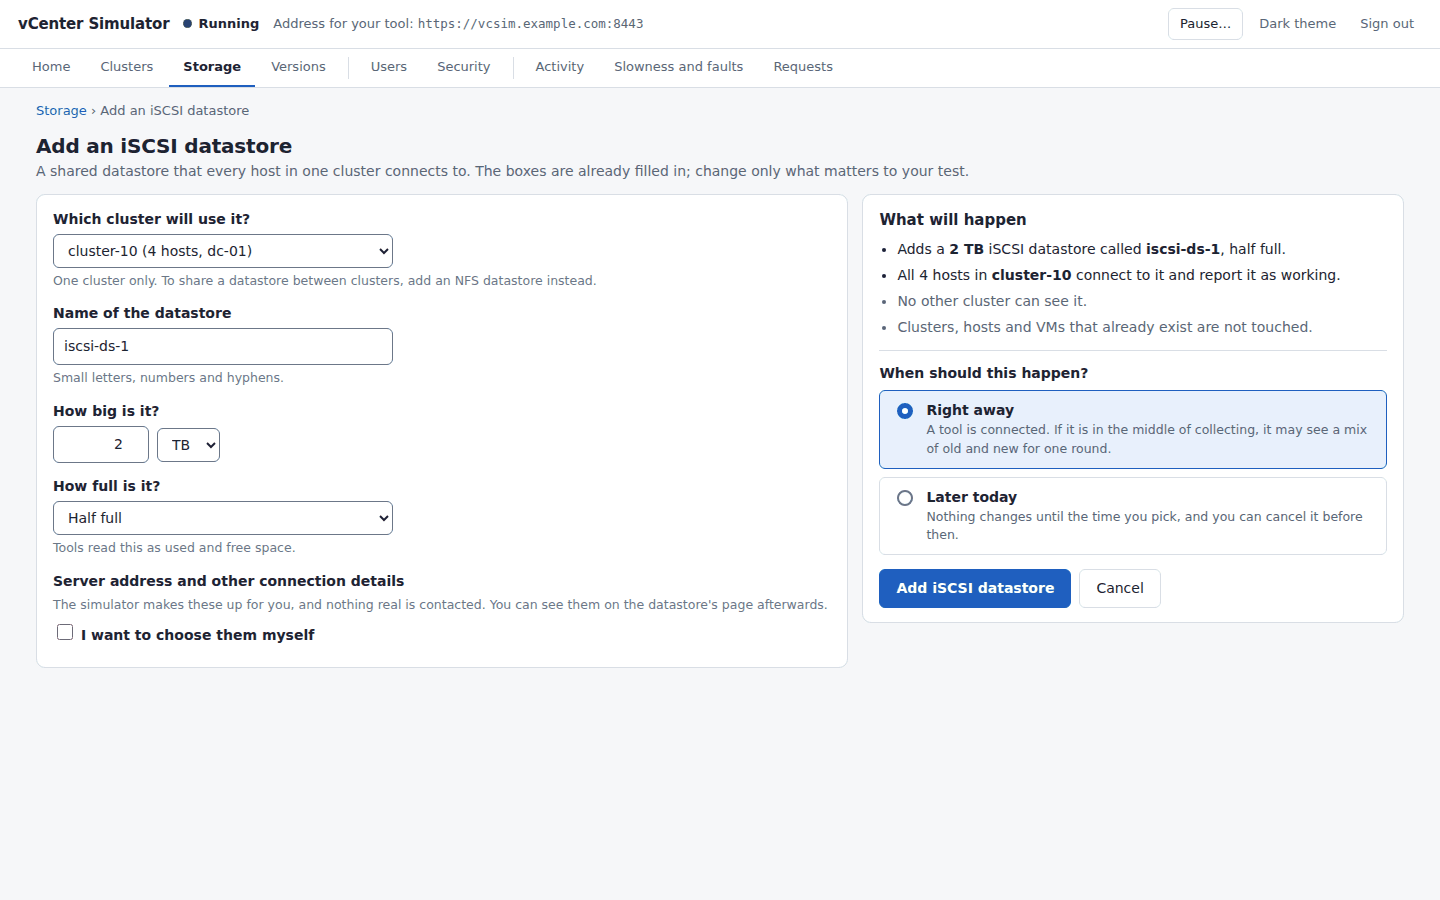 vCenter Simulator
Running
Address for your tool: https://vcsim.example.com:8443
Pause...
Dark theme
Sign out
Home
Clusters
Storage
Versions
Users
Security
Activity
Slowness and faults
Requests
Storage › Add an iSCSI datastore
Add an iSCSI datastore
A shared datastore that every host in one cluster connects to. The boxes are already filled in; change only what matters to your test.
Which cluster will use it?
cluster-10 (4 hosts, dc-01)
One cluster only. To share a datastore between clusters, add an NFS datastore instead.
Name of the datastore
iscsi-ds-1
Small letters, numbers and hyphens.
How big is it?
2
TB
How full is it?
Half full
Tools read this as used and free space.
Server address and other connection details
The simulator makes these up for you, and nothing real is contacted. You can see them on the datastore's page afterwards.
I want to choose them myself
What will happen
• Adds a 2 TB iSCSI datastore called iscsi-ds-1, half full.
• All 4 hosts in cluster-10 connect to it and report it as working.
• No other cluster can see it.
• Clusters, hosts and VMs that already exist are not touched.
When should this happen?
Right away
A tool is connected. If it is in the middle of collecting, it may see a mix
of old and new for one round.
Later today
Nothing changes until the time you pick, and you can cancel it before
then.
Add iSCSI datastore
Cancel